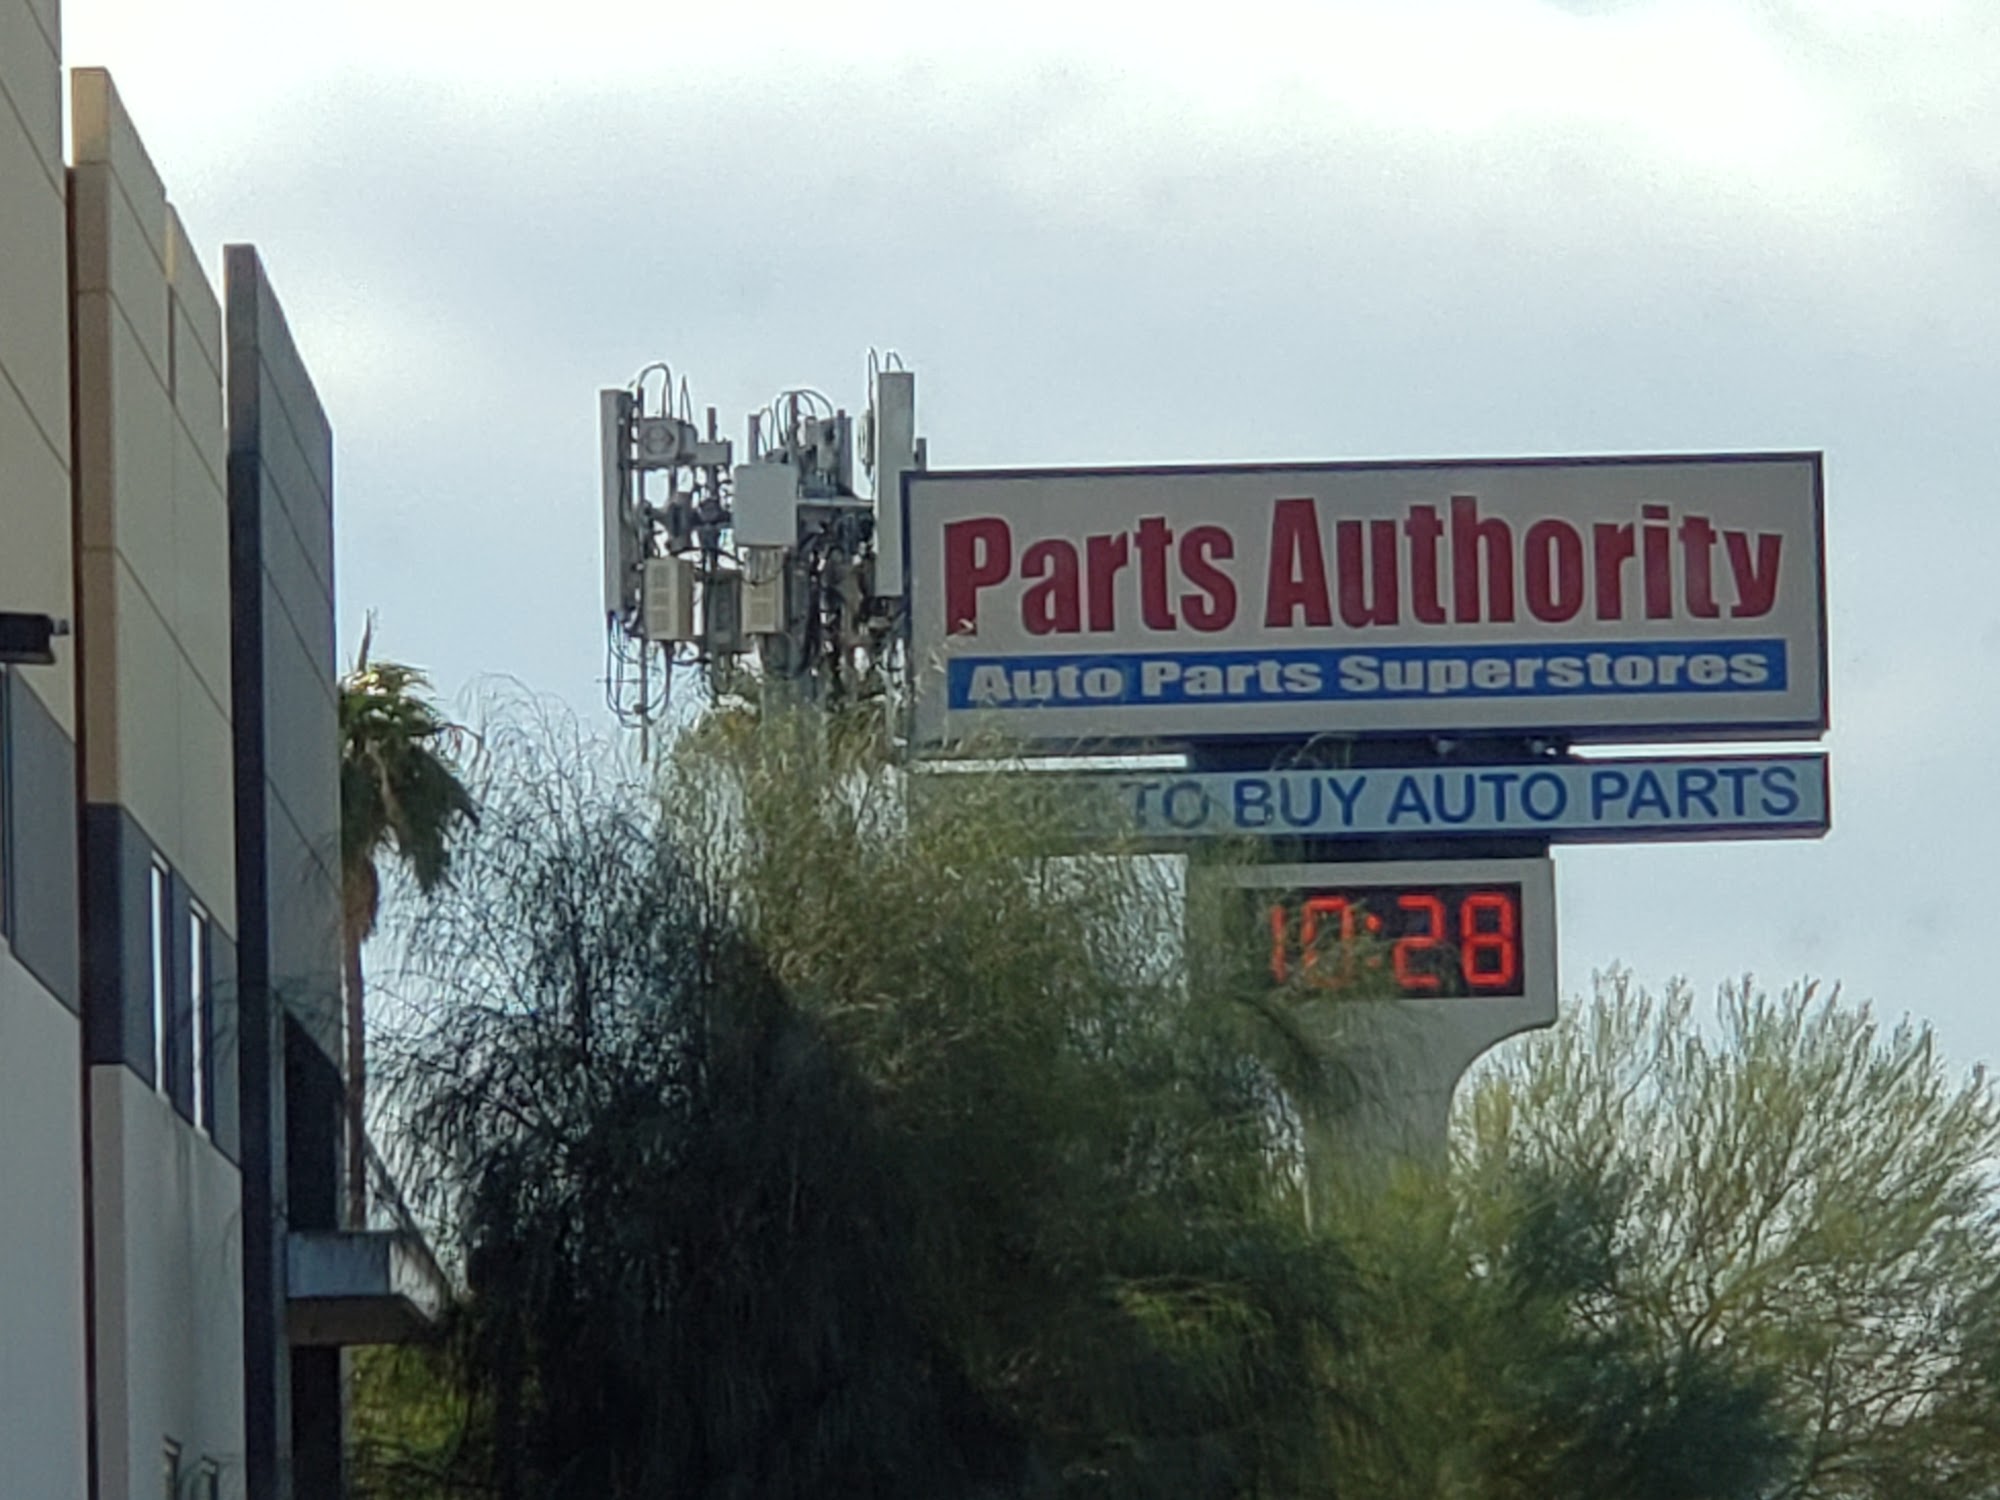 Parts Authority
Auto Parts Superstores
TO BUY AUTO PARTS
10:28